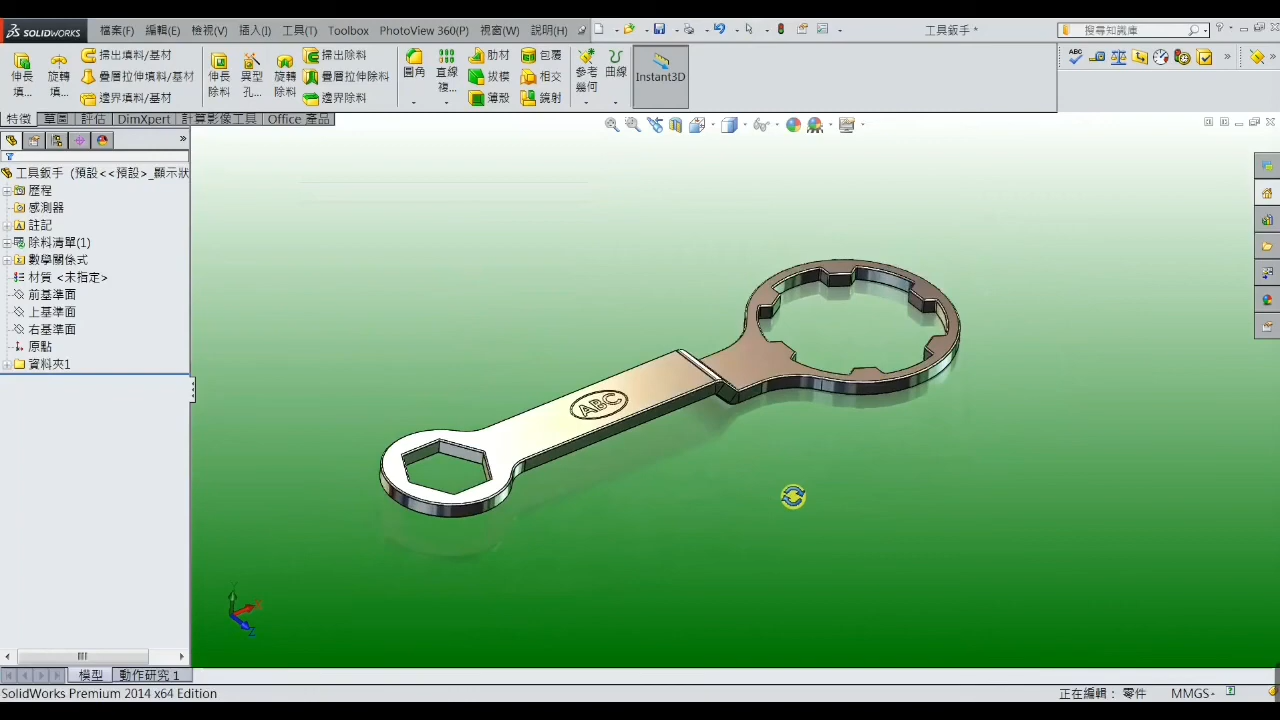 SOLIDWORKS 檔案(F) 編輯(E) 檢視(V) 插入(I) 工具(T) Toolbox PhotoView 360(P) 視窗(W) 說明(H) 工具鈑手 * 搜尋知識庫
掃出填料/基材 掃出除料 肋材 包覆
伸長填... 旋轉填... 疊層拉伸填料/基材 伸長除料 異型孔... 旋轉除料 疊層拉伸除料 圓角 直線複... 拔模 相交 參考幾何 曲線 Instant3D
邊界填料/基材 邊界除料 薄殼 鏡射
特徵 草圖 評估 DimXpert 計算影像工具 Office 產品
工具鈑手 (預設<<預設>_顯示狀
歷程
感測器
註記
除料清單(1)
數學關係式
材質 <未指定>
前基準面
上基準面
右基準面
原點
資料夾1
ABC
模型 動作研究 1
SolidWorks Premium 2014 x64 Edition 正在編輯： 零件 MMGS